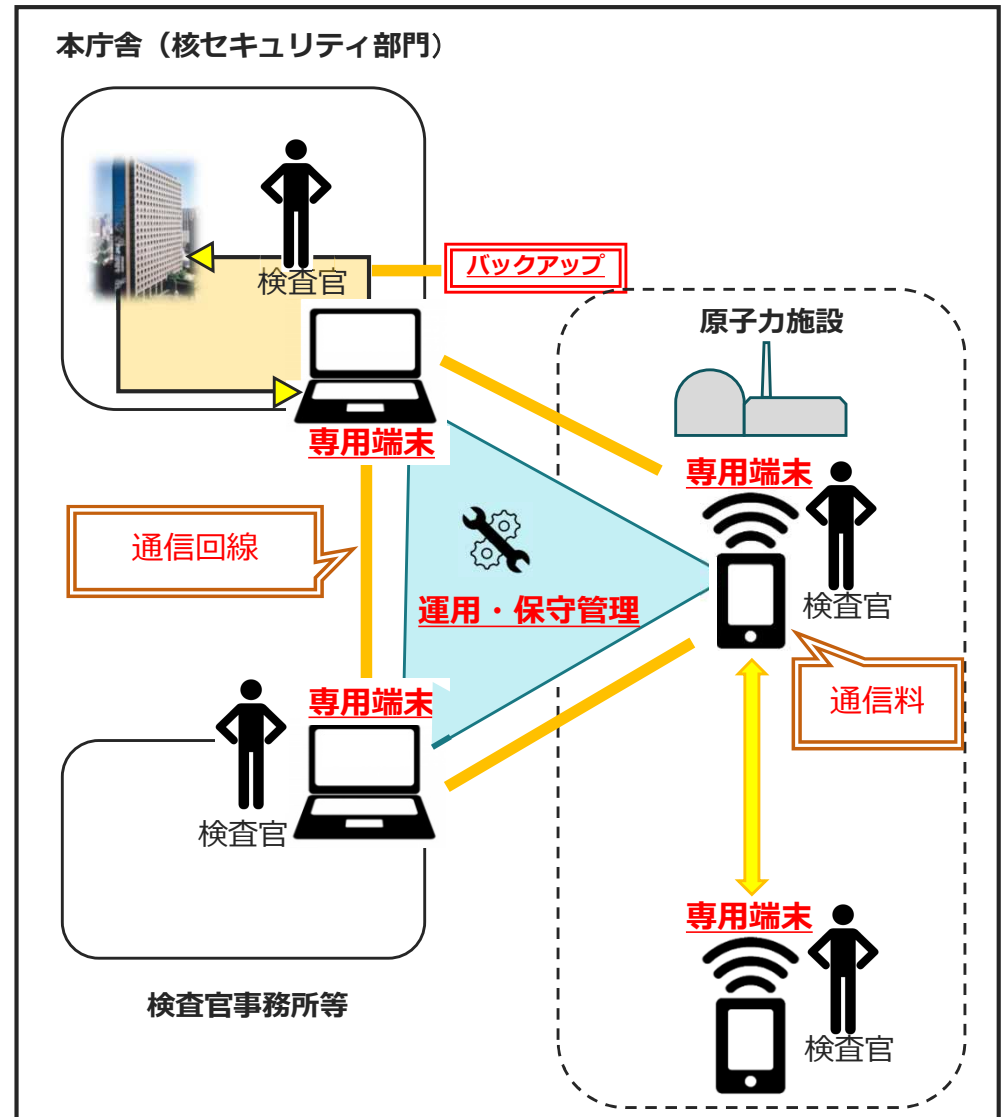 本庁舎（核セキュリティ部門）
検査官
バックアップ
原子力施設
専用端末
専用端末
通信回線
検査官
運用・保守管理
専用端末
通信料
検査官
専用端末
検査官事務所等
検査官